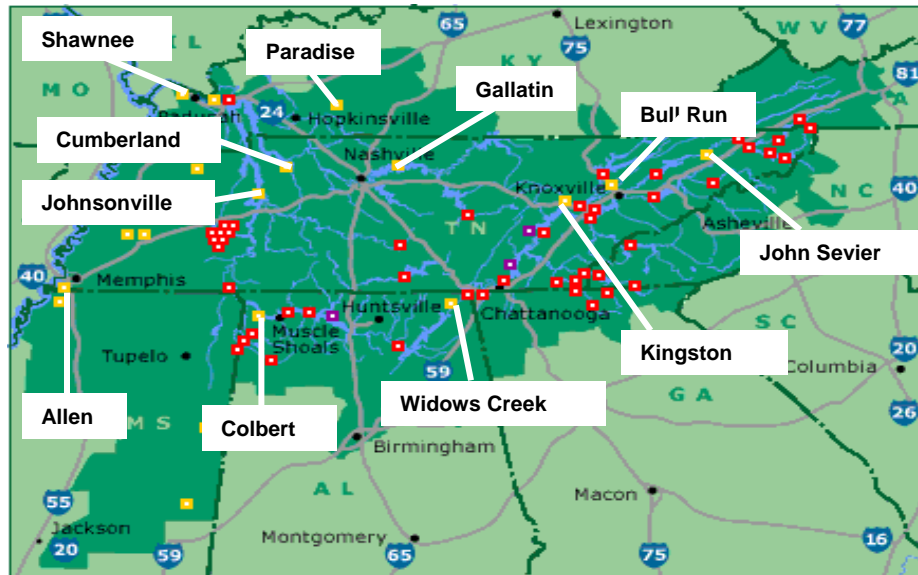 65
Lexington
W V
77
Shawnee
I L
Paradise
K Y
75
81
M O
Gallatin
24
Hopkinsville
Bull Run
Cumberland
Nashville
Knoxville
40
Johnsonville
N C
Asheville
T N
John Sevier
40
Memphis
Huntsville
Chattanooga
Muscle
Shoals
S C
Tupelo
Kingston
20
59
Columbia
Allen
M S
Colbert
Widows Creek
G A
26
Birmingham
A L
55
Macon
Jackson
Montgomery
20
59
65
75
16